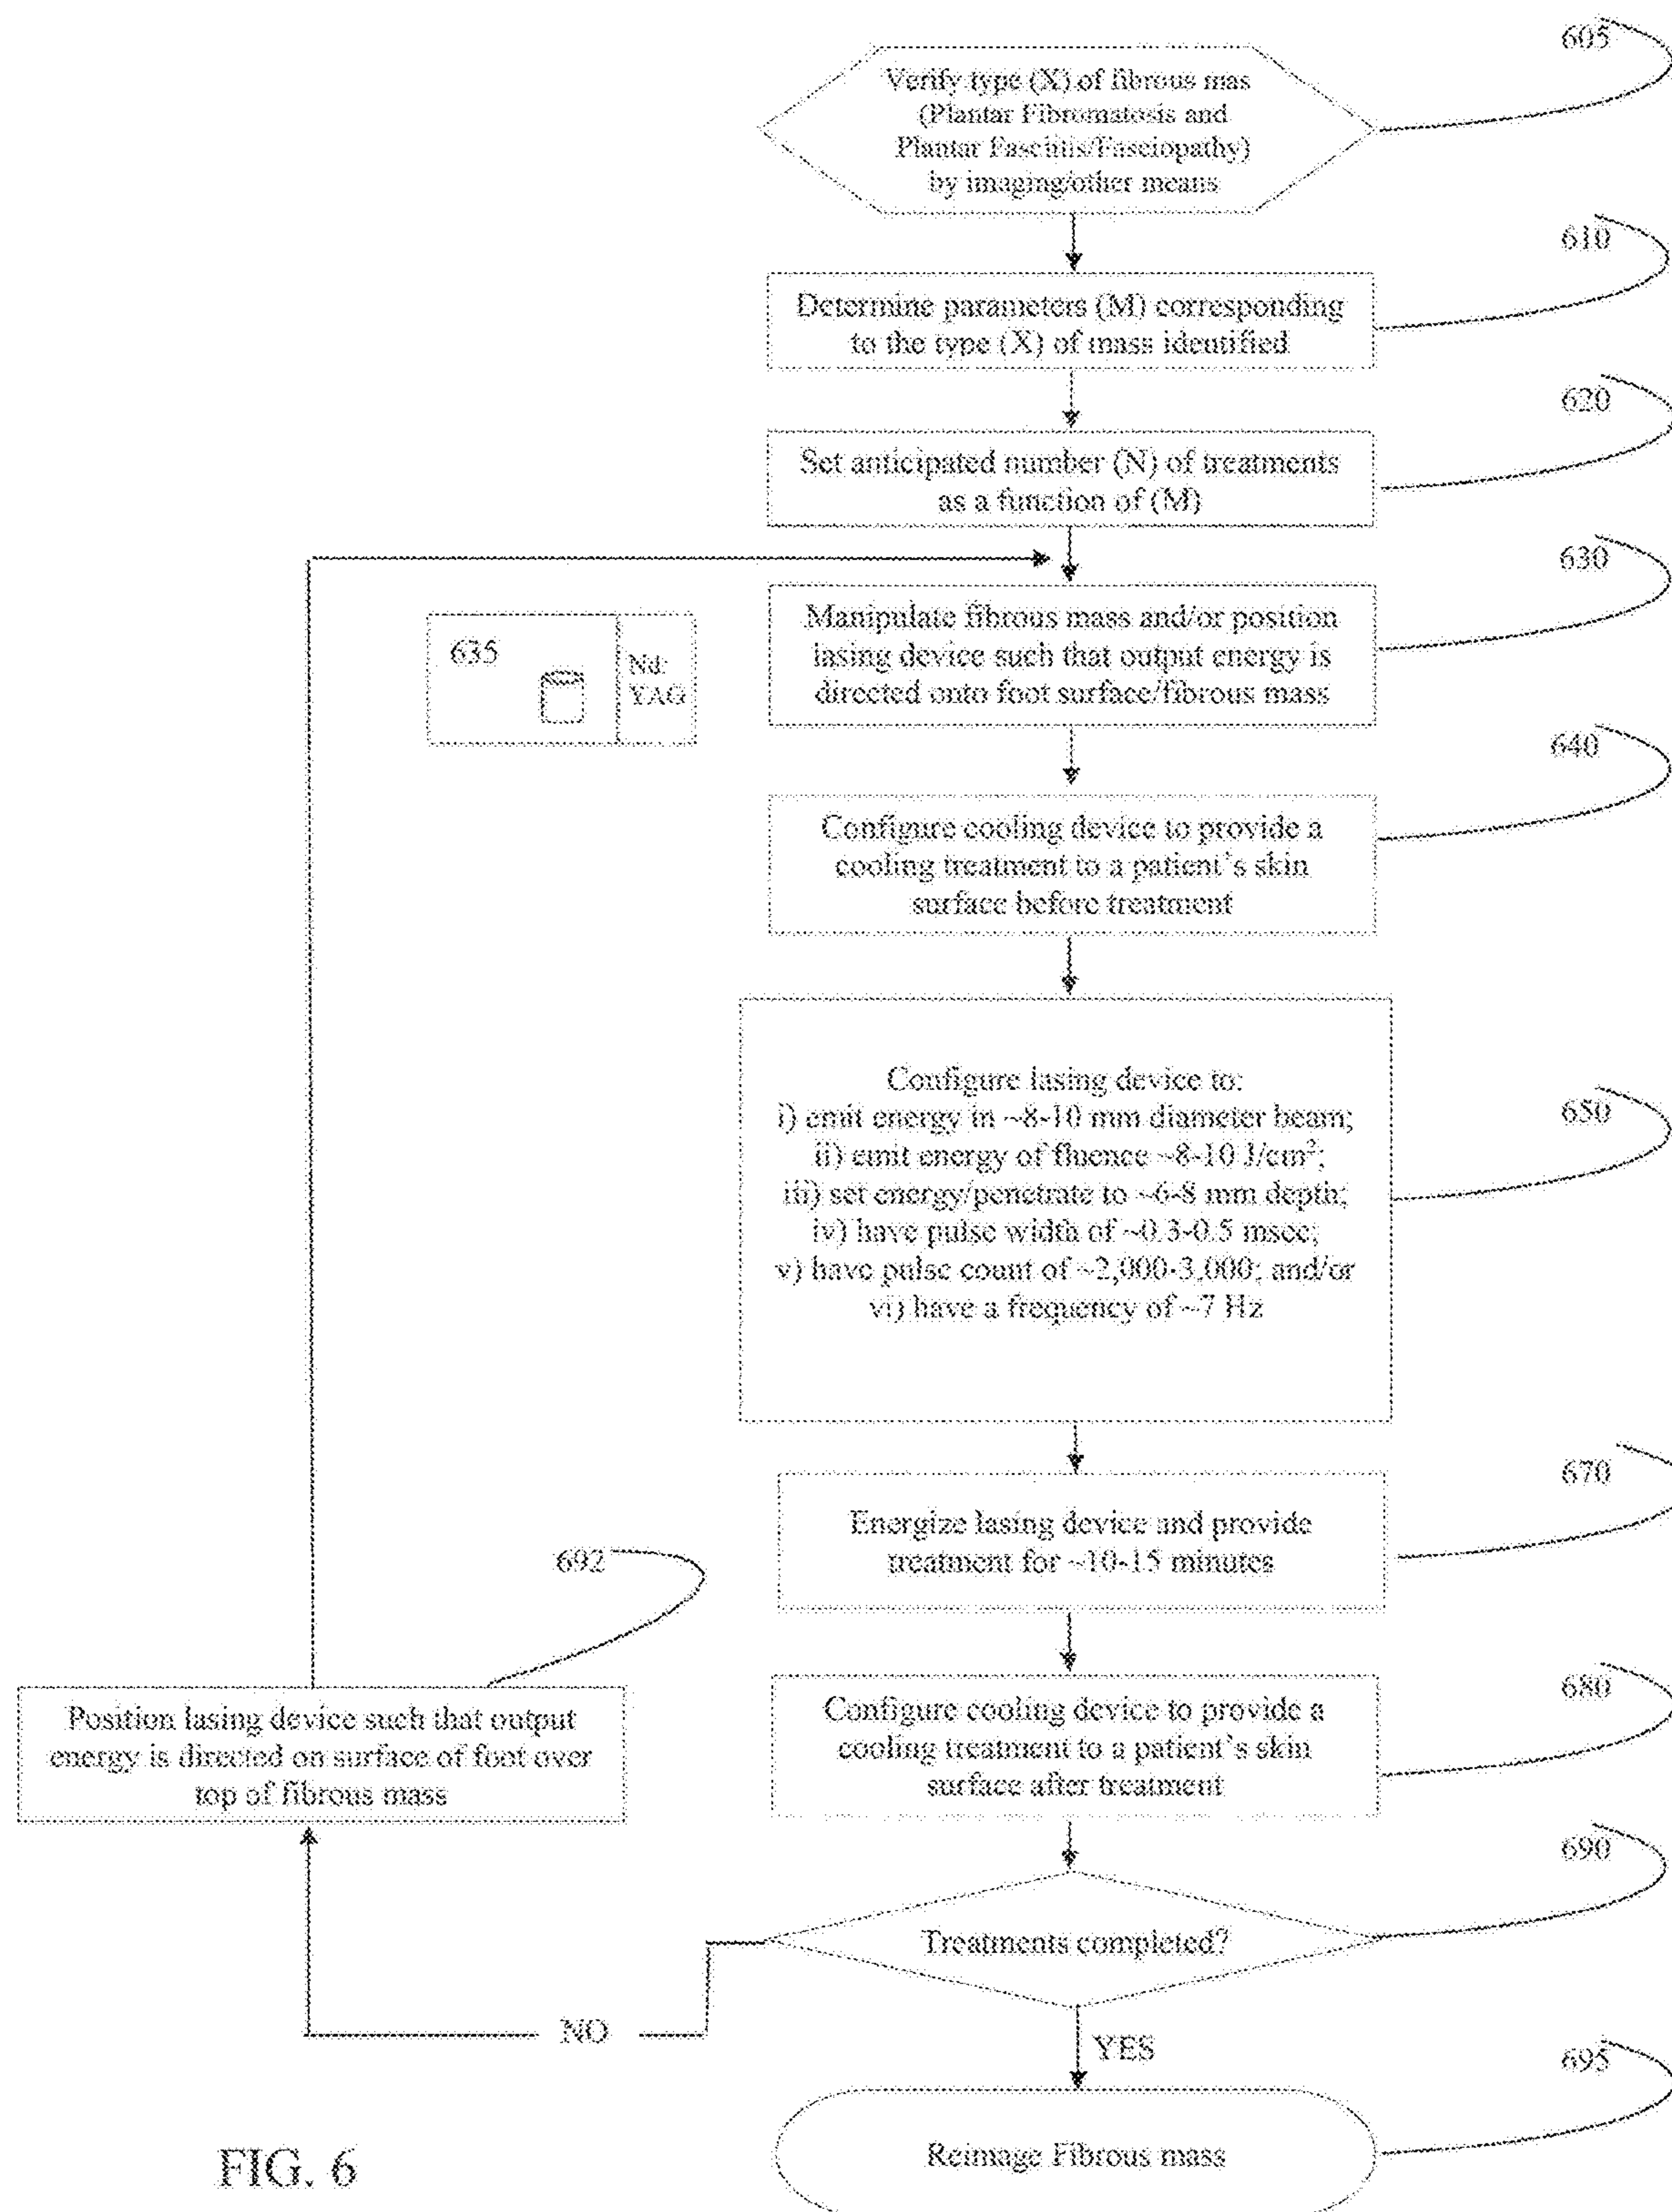 605
Verify type (X) of fibrous mas
(Plantar Fibromatosis and
Plantar Fasciitis/Fasciopathy)
by imaging/other means
610
Determine parameters (M) corresponding
to the type (X) of mass identified
620
Set anticipated number (N) of treatments
as a function of (M)
630
Manipulate fibrous mass and/or position
lasing device such that output energy is
directed onto foot surface/fibrous mass
635
Nd:
YAG
640
Configure cooling device to provide a
cooling treatment to a patient's skin
surface before treatment
650
Configure lasing device to:
i) emit energy in ~8-10 mm diameter beam;
ii) emit energy of fluence ~8-10 J/cm²;
iii) set energy/penetrate to ~6-8 mm depth;
iv) have pulse width of ~0.3-0.5 msec;
v) have pulse count of ~2,000-3,000; and/or
vi) have a frequency of ~7 Hz
670
Energize lasing device and provide
treatment for ~10-15 minutes
692
Position lasing device such that output
energy is directed on surface of foot over
top of fibrous mass
680
Configure cooling device to provide a
cooling treatment to a patient's skin
surface after treatment
690
Treatments completed?
NO
YES
695
Reimage Fibrous mass
FIG. 6